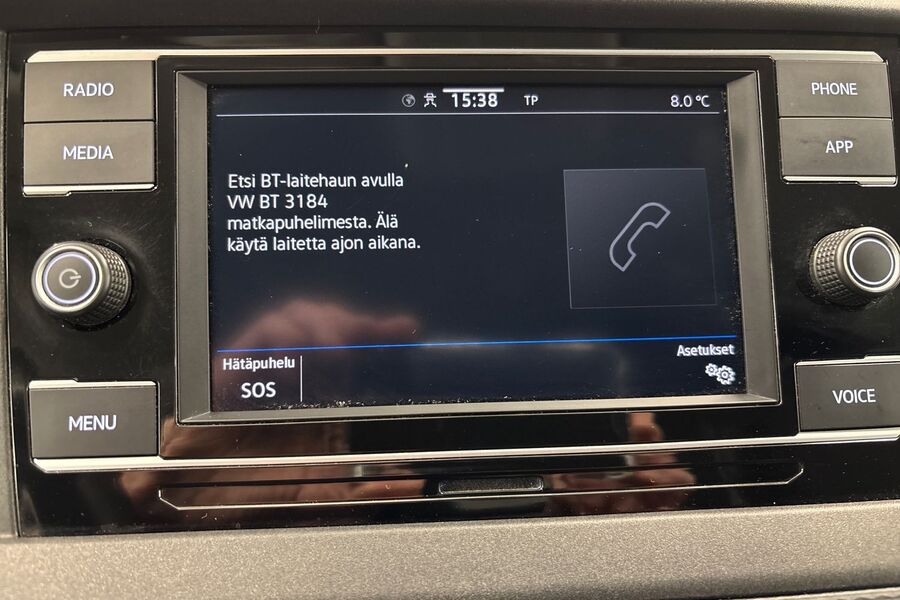 RADIO
MEDIA
MENU
15:38
TP
8.0 °C
Etsi BT-laitehaun avulla
VW BT 3184
matkapuhelimesta. Älä
käytä laitetta ajon aikana.
Hätäpuhelu
SOS
Asetukset
PHONE
APP
VOICE